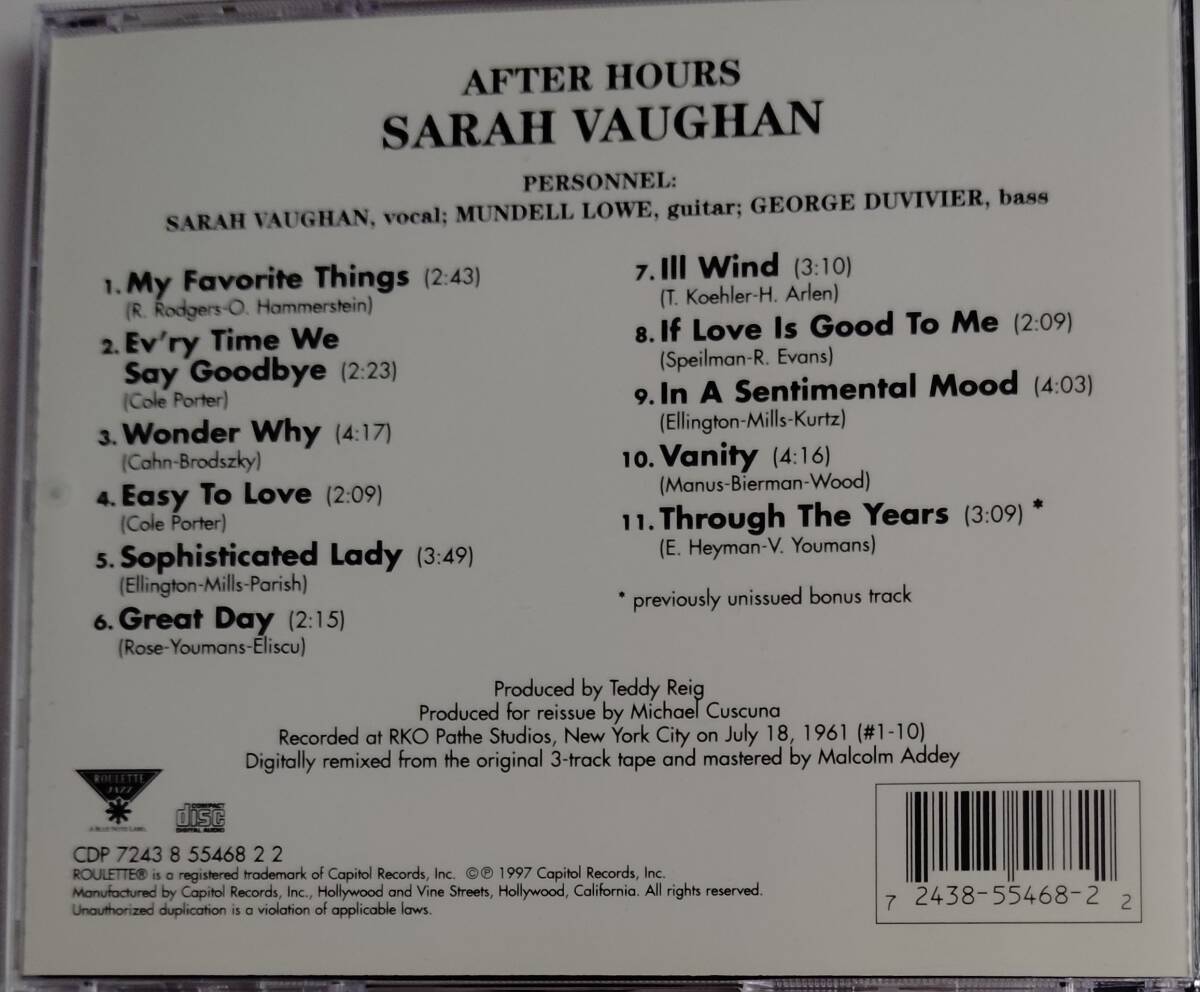 AFTER HOURS
SARAH VAUGHAN
PERSONNEL:
SARAH VAUGHAN, vocal; MUNDELL LOWE, guitar; GEORGE DUVIVIER, bass
1. My Favorite Things (2:43)
(R. Rodgers-O. Hammerstein)
2. Ev'ry Time We
Say Goodbye (2:23)
(Cole Porter)
3. Wonder Why (4:17)
(Cahn-Brodszky)
4. Easy To Love (2:09)
(Cole Porter)
5. Sophisticated Lady (3:49)
(Ellington-Mills-Parish)
6. Great Day (2:15)
(Rose-Youmans-Eliscu)
7. Ill Wind (3:10)
(T. Koehler-H. Arlen)
8. If Love Is Good To Me (2:09)
(Speilman-R. Evans)
9. In A Sentimental Mood (4:03)
(Ellington-Mills-Kurtz)
10. Vanity (4:16)
(Manus-Bierman-Wood)
11. Through The Years (3:09) *
(E. Heyman-V. Youmans)
* previously unissued bonus track
Produced by Teddy Reig
Produced for reissue by Michael Cuscuna
Recorded at RKO Pathe Studios, New York City on July 18, 1961 (#1-10)
Digitally remixed from the original 3-track tape and mastered by Malcolm Addey
ROULETTE
JAZZ
A BLUE NOTE LABEL
COMPACT
disc
DIGITAL AUDIO
CDP 7243 8 55468 2 2
ROULETTE® is a registered trademark of Capitol Records, Inc. ©℗ 1997 Capitol Records, Inc.
Manufactured by Capitol Records, Inc., Hollywood and Vine Streets, Hollywood, California. All rights reserved.
Unauthorized duplication is a violation of applicable laws.
7 2438-55468-2 2